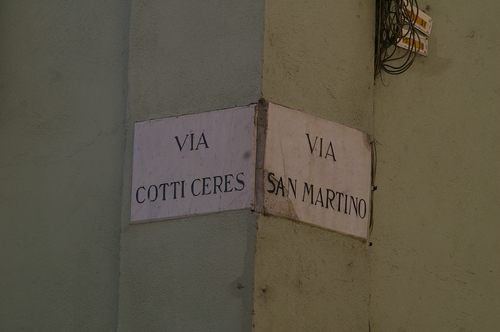 VIA
COTTI CERES
VIA
SAN MARTINO